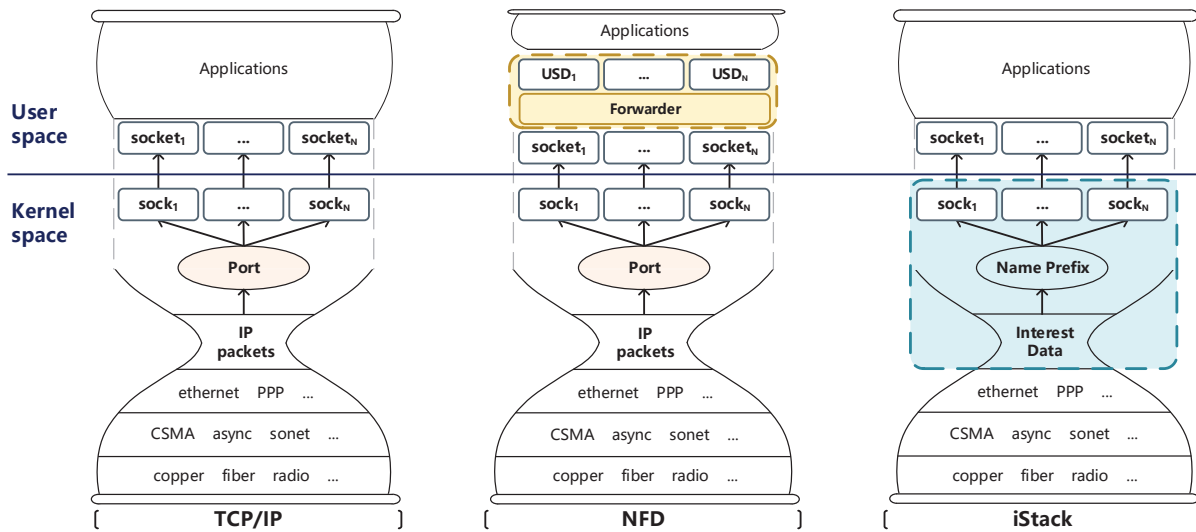 User
space
Kernel
space
Applications
socket₁ ... socketₙ
sock₁ ... sockₙ
Port
IP
packets
ethernet PPP ...
CSMA async sonet ...
copper fiber radio ...
[ TCP/IP ]
Applications
USD₁ ... USDₙ
Forwarder
socket₁ ... socketₙ
sock₁ ... sockₙ
Port
IP
packets
ethernet PPP ...
CSMA async sonet ...
copper fiber radio ...
[ NFD ]
Applications
socket₁ ... socketₙ
sock₁ ... sockₙ
Name Prefix
Interest
Data
ethernet PPP ...
CSMA async sonet ...
copper fiber radio ...
[ iStack ]